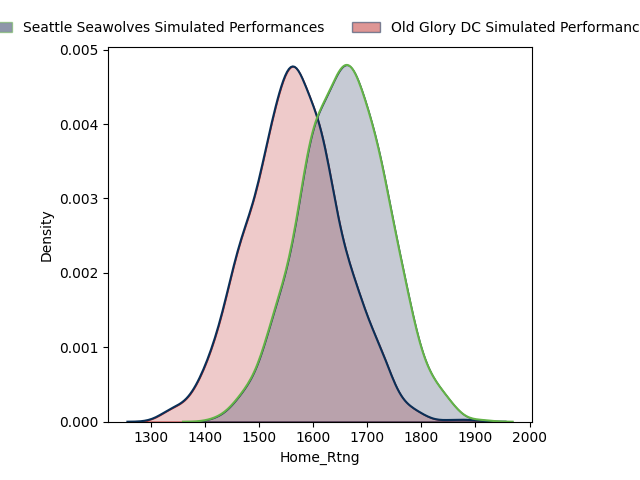 Seattle Seawolves Simulated Performances Old Glory DC Simulated Performanc
0.005
0.004
0.003
0.002
0.001
0.000
Density
1300 1400 1500 1600 1700 1800 1900 2000
Home_Rtng